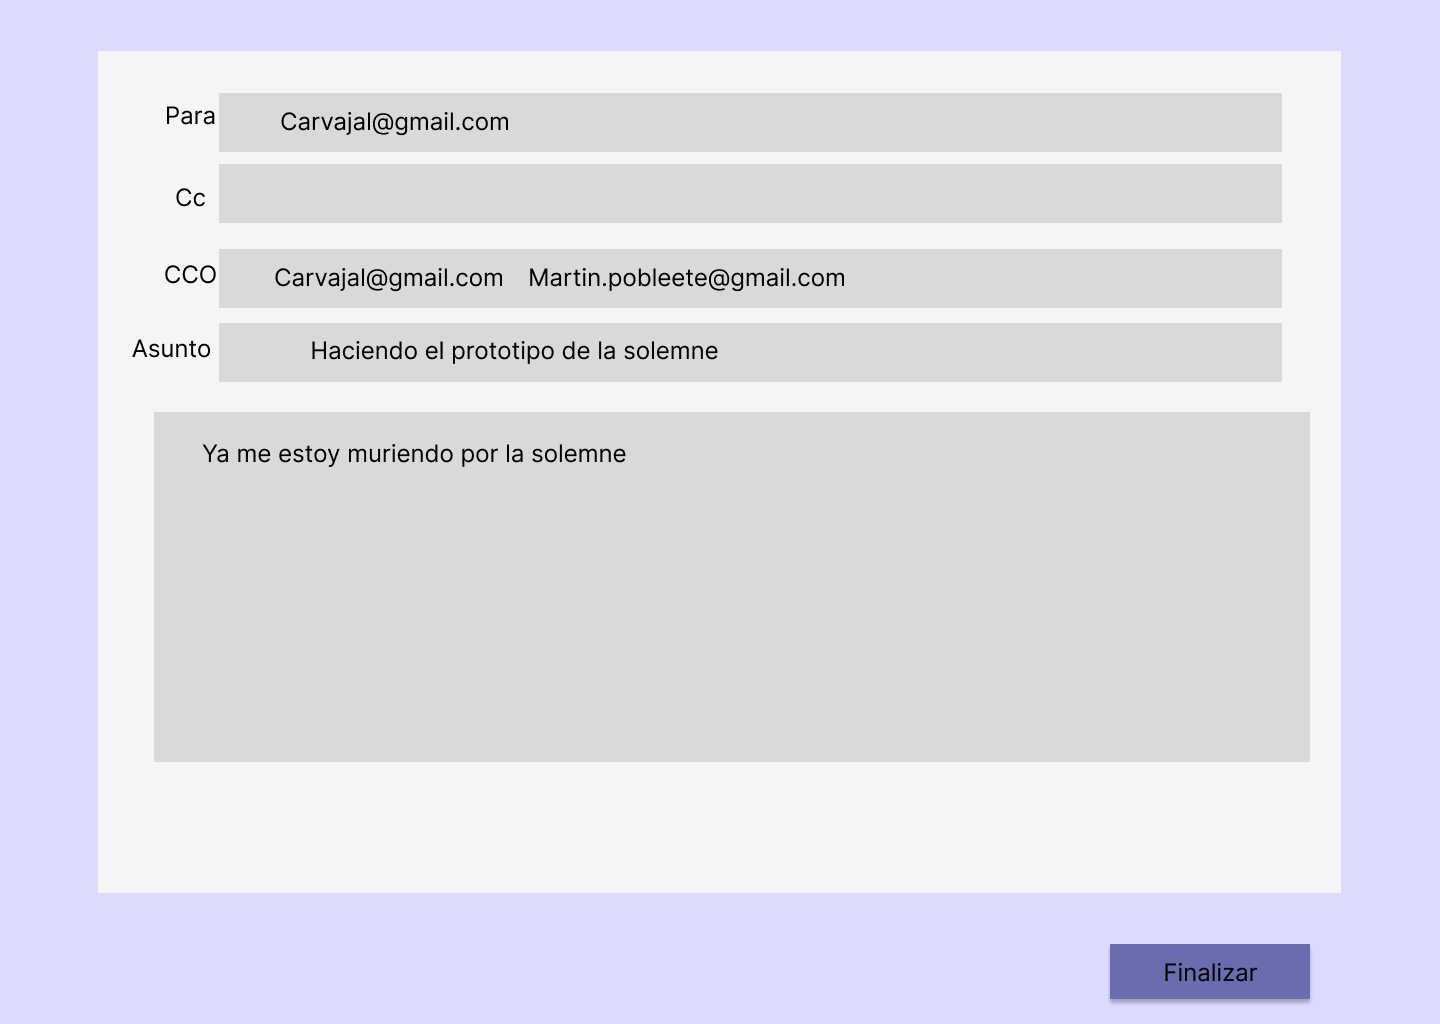 Para Carvajal@gmail.com
Cc
CCO Carvajal@gmail.com Martin.pobleete@gmail.com
Asunto Haciendo el prototipo de la solemne
Ya me estoy muriendo por la solemne
Finalizar